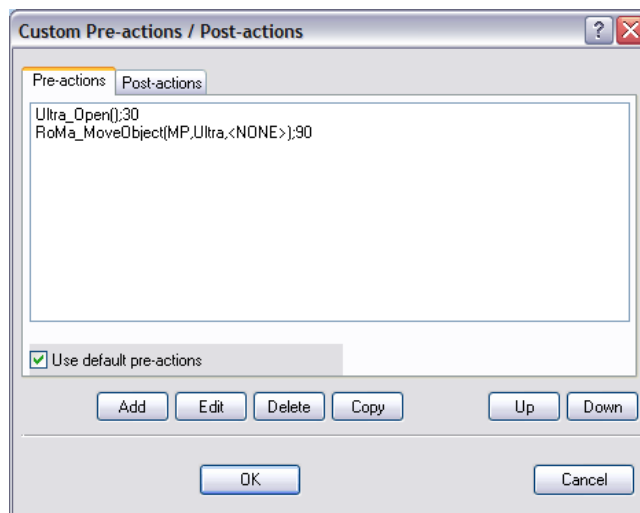 Custom Pre-actions / Post-actions
?
Pre-actions
Post-actions
Ultra_Open();30
RoMa_MoveObject(MP,Ultra,<NONE>);90
Use default pre-actions
Add
Edit
Delete
Copy
Up
Down
OK
Cancel